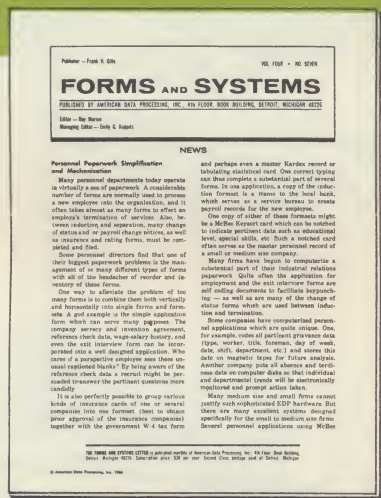 Publisher — Frank H. Gille
VOL FOUR • NO SEVEN
FORMS AND SYSTEMS
PUBLISHED BY AMERICAN DATA PROCESSING, INC., 4th FLOOR, BOOK BUILDING, DETROIT, MICHIGAN 48226
Editor — Ray Marien
Managing Editor — Emily G. Kopetz
NEWS
Personnel Paperwork Simplification
and Mechanization
Many personnel departments today operate
in virtually a sea of paperwork. A considerable
number of forms are normally used to process
a new employee into the organization, and it
often takes almost as many forms to effect an
employe's termination of services. Also, be-
tween induction and separation, many change
of status and or payroll change notices, as well
as insurance and rating forms, must be com-
pleted and filed.
Some personnel directors find that one of
their biggest paperwork problems is the man-
agement of so many different types of forms
with all of the headaches of reorder and in-
ventory of these forms.
One way to alleviate the problem of too
many forms is to combine them both vertically
and horizontally into single forms and form-
sets. A good example is the simple application
form which can serve many purposes. The
company secrecy and invention agreement,
reference check data, wage-salary history, and
even the exit interview form can be incor-
porated into a well designed application. Who
cares if a perspective employee sees these un-
usual captioned blanks? By being aware of the
reference check data a recruit might be per-
suaded to answer the pertinent questions more
candidly.
It is also perfectly possible to group various
kinds of insurance cards of one or several
companies into one formset (best to obtain
prior approval of the insurance companies)
together with the government W-4 tax form
and perhaps even a master Kardex record or
tabulating statistical card. One correct typing
can thus complete a substantial part of several
forms. In one application, a copy of the induc-
tion formset is a memo to the local bank,
which serves as a service bureau to create
payroll records for the new employee.
One copy of either of these formsets might
be a McBee Keysort card which can be notched
to indicate pertinent data such as educational
level, special skills, etc. Such a notched card
often serves as the master personnel record of
a small or medium size company.
Many firms have begun to computerize a
substantial part of their industrial relations
paperwork. Quite often the application for
employment and the exit interview form are
self coding documents to facilitate keypunch-
ing — as well as are many of the change of
status forms which are used between induc-
tion and termination.
Some companies have computerized person-
nel applications which are quite unique. One,
for example, codes all pertinent grievance data
(type, worker, title, foreman, day of week,
date, shift, department, etc.) and stores this
data on magnetic tapes for future analysis.
Another company puts all absence and tardi-
ness data on computer disks so that individual
and departmental trends will be electronically
monitored and prompt action taken.
Many medium size and small firms cannot
justify such sophisticated EDP hardware. But
there are many excellent systems designed
specifically for the small to medium size firms.
Several personnel applications using McBee
THE FORMS AND SYSTEMS LETTER is published monthly of American Data Processing, Inc. 4th Floor Book Building,
Detroit Michigan 48226. Subscription price $30 per year Second Class postage paid at Detroit Michigan
© American Data Processing, Inc. 1966